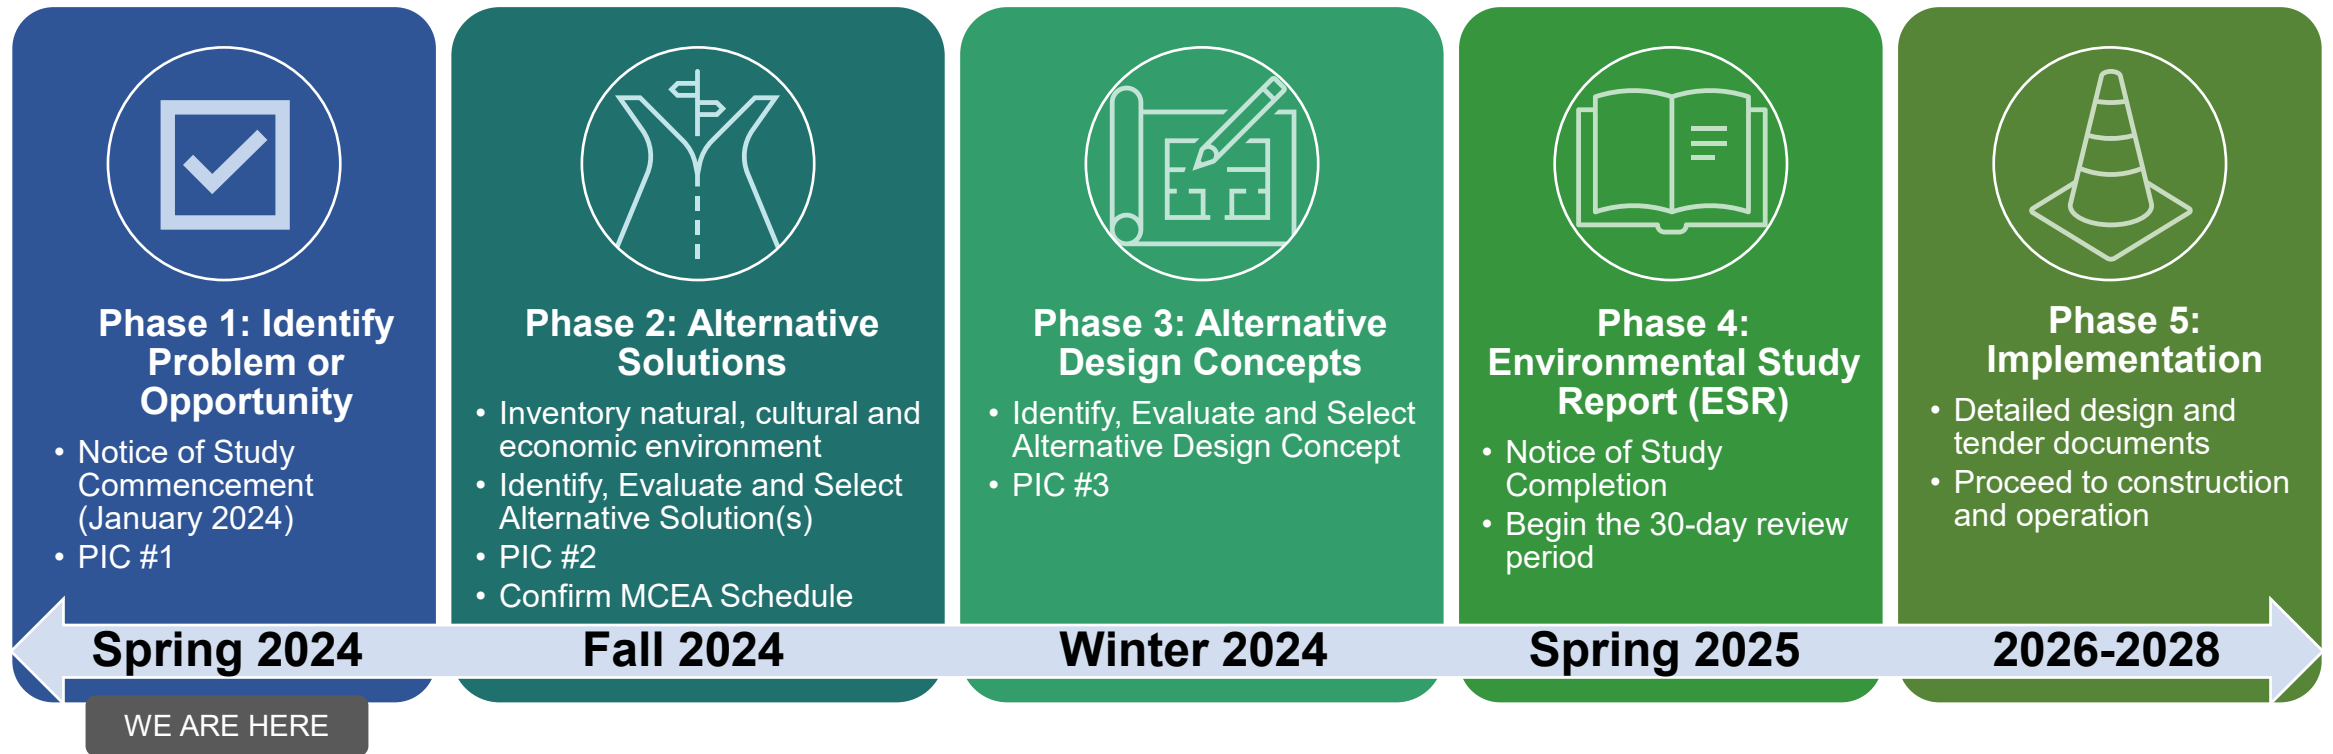 Phase 1: Identify
Problem or
Opportunity
• Notice of Study
Commencement
(January 2024)
• PIC #1
Spring 2024
WE ARE HERE
Phase 2: Alternative
Solutions
• Inventory natural, cultural and
economic environment
• Identify, Evaluate and Select
Alternative Solution(s)
• PIC #2
• Confirm MCEA Schedule
Fall 2024
Phase 3: Alternative
Design Concepts
• Identify, Evaluate and Select
Alternative Design Concept
• PIC #3
Winter 2024
Phase 4:
Environmental Study
Report (ESR)
• Notice of Study
Completion
• Begin the 30-day review
period
Spring 2025
Phase 5:
Implementation
• Detailed design and
tender documents
• Proceed to construction
and operation
2026-2028